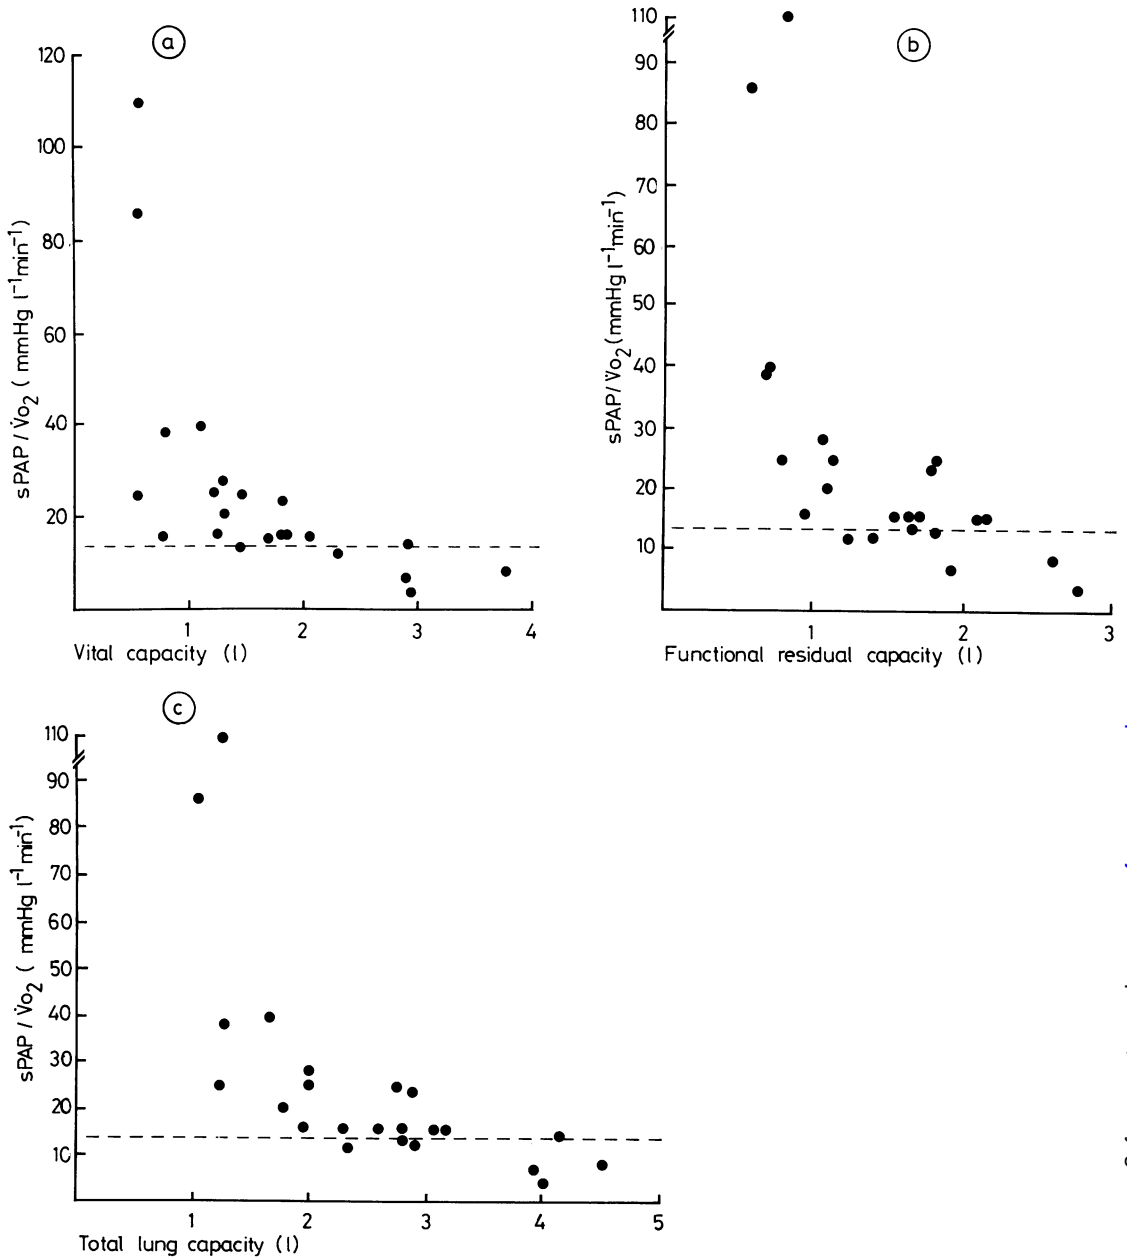 a
120
100
80
60
40
20
sPAP / V̇o2 ( mmHg l⁻¹min⁻¹)
1 2 3 4
Vital capacity (l)
b
110
90
80
70
60
50
40
30
20
10
sPAP/ V̇o2 (mmHg l⁻¹min⁻¹)
1 2 3
Functional residual capacity (l)
c
110
90
80
70
60
50
40
30
20
10
sPAP / V̇o2 ( mmHg l⁻¹ min⁻¹)
1 2 3 4 5
Total lung capacity (l)